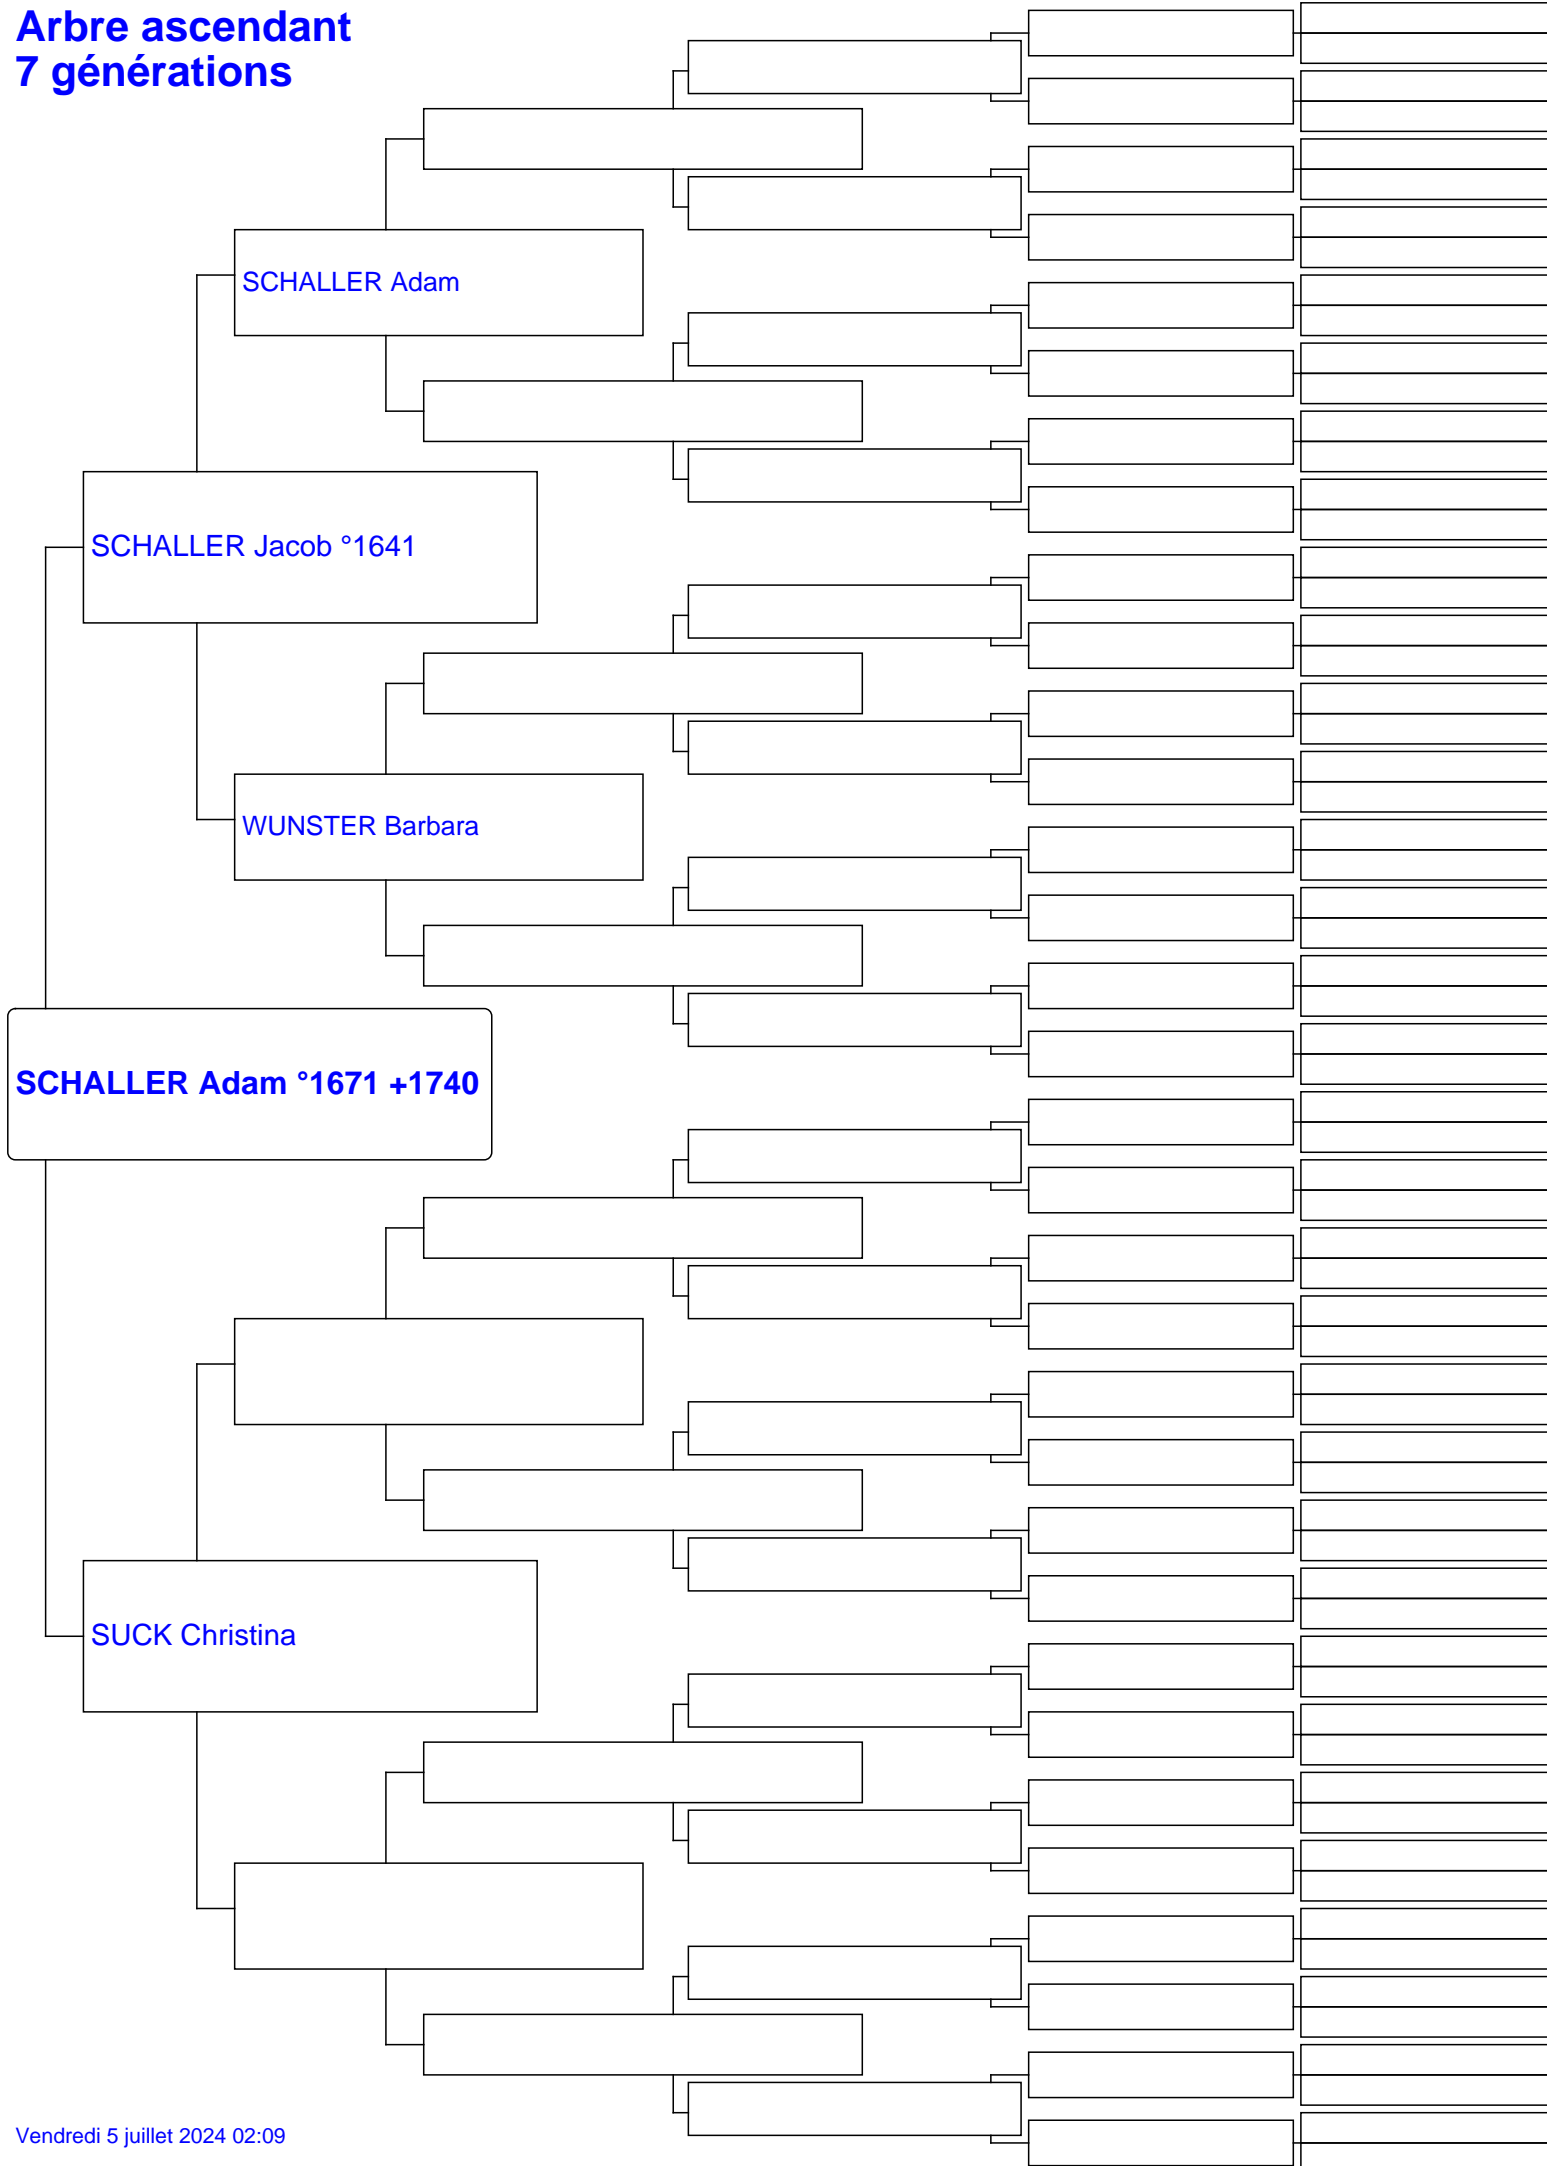 Arbre ascendant
7 générations
SCHALLER Adam
SCHALLER Jacob °1641
WUNSTER Barbara
SCHALLER Adam °1671 +1740
SUCK Christina
Vendredi 5 juillet 2024 02:09